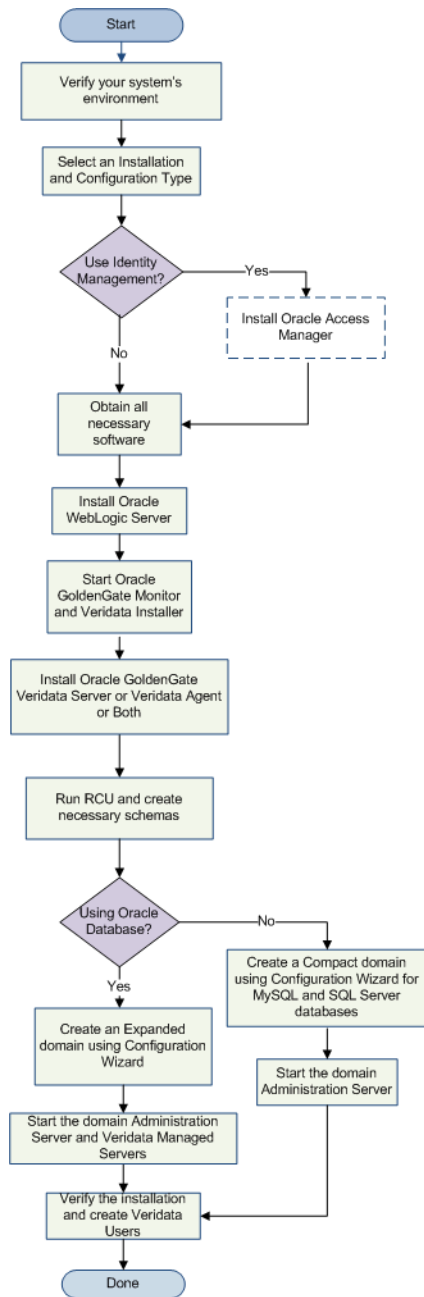 Start
Verify your system's
environment
Select an Installation
and Configuration Type
Use Identity
Management?
Yes
Install Oracle Access
Manager
No
Obtain all
necessary
software
Install Oracle
WebLogic Server
Start Oracle
GoldenGate Monitor
and Veridata Installer
Install Oracle GoldenGate
Veridata Server or Veridata Agent
or Both
Run RCU and create
necessary schemas
Using Oracle
Database?
No
Create a Compact domain
using Configuration Wizard for
MySQL and SQL Server
databases
Yes
Create an Expanded
domain using Configuration
Wizard
Start the domain
Administration Server
Start the domain Administration
Server and Veridata Managed
Servers
Verify the installation
and create Veridata
Users
Done